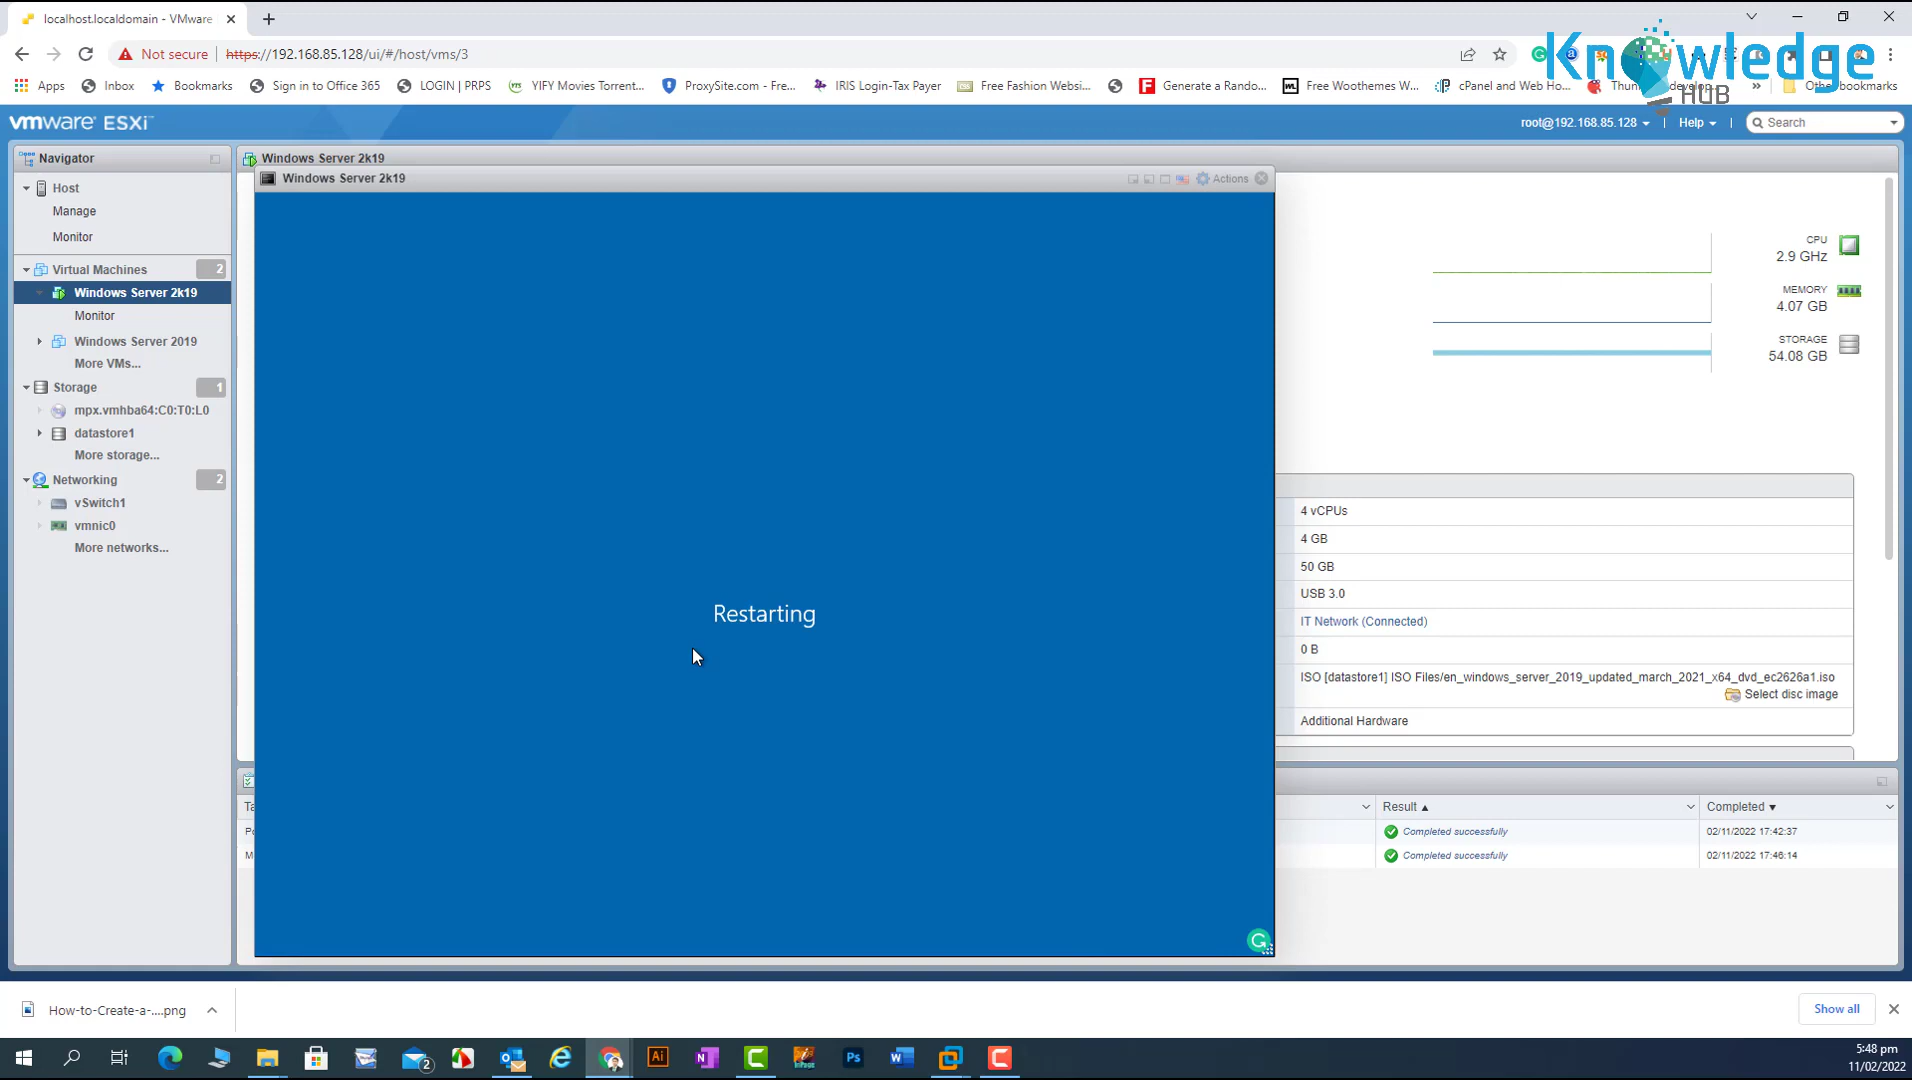 localhost.localdomain - VMware
Not secure
https://192.168.85.128/ui/#/host/vms/3
Knowledge
HUB
Apps
Inbox
Bookmarks
Sign in to Office 365
LOGIN | PRPS
YTS
YIFY Movies Torrent...
ProxySite.com - Fre...
IRIS Login-Tax Payer
Free Fashion Websi...
Generate a Rando...
WL
Free Woothemes W...
cPanel and Web Ho...
Other bookmarks
vmware ESXi
root@192.168.85.128
Help
Search
Navigator
Host
Manage
Monitor
Virtual Machines
2
Windows Server 2k19
Monitor
Windows Server 2019
More VMs...
Storage
1
mpx.vmhba64:C0:T0:L0
datastore1
More storage...
Networking
2
vSwitch1
vmnic0
More networks...
Windows Server 2k19
Windows Server 2k19
Actions
Restarting
CPU
2.9 GHz
MEMORY
4.07 GB
STORAGE
54.08 GB
4 vCPUs
4 GB
50 GB
USB 3.0
IT Network (Connected)
0 B
ISO [datastore1] ISO Files/en_windows_server_2019_updated_march_2021_x64_dvd_ec2626a1.iso
Select disc image
Additional Hardware
Result
Completed
Completed successfully
02/11/2022 17:42:37
Completed successfully
02/11/2022 17:46:14
How-to-Create-a-....png
Show all
2
Ai
Ps
5:48 pm
11/02/2022